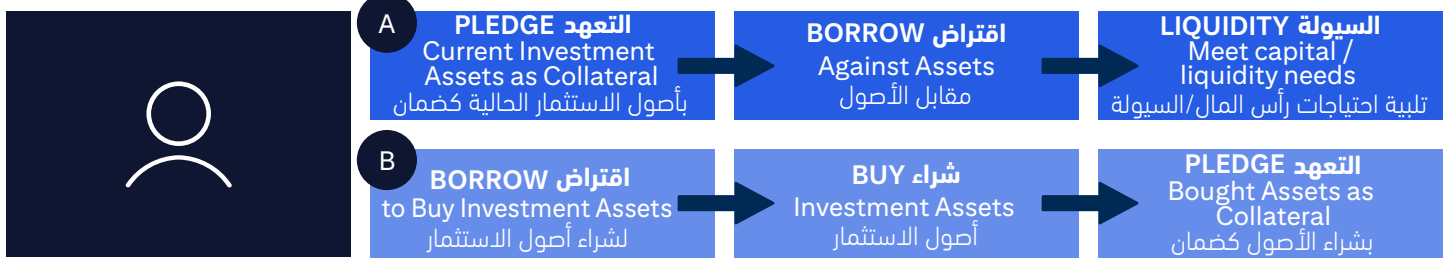 A
PLEDGE التعهد
Current Investment
Assets as Collateral
بأصول الاستثمار الحالية كضمان
BORROW اقتراض
Against Assets
مقابل الأصول
LIQUIDITY السيولة
Meet capital /
liquidity needs
تلبية احتياجات رأس المال/السيولة
B
BORROW اقتراض
to Buy Investment Assets
لشراء أصول الاستثمار
BUY شراء
Investment Assets
أصول الاستثمار
PLEDGE التعهد
Bought Assets as
Collateral
بشراء الأصول كضمان